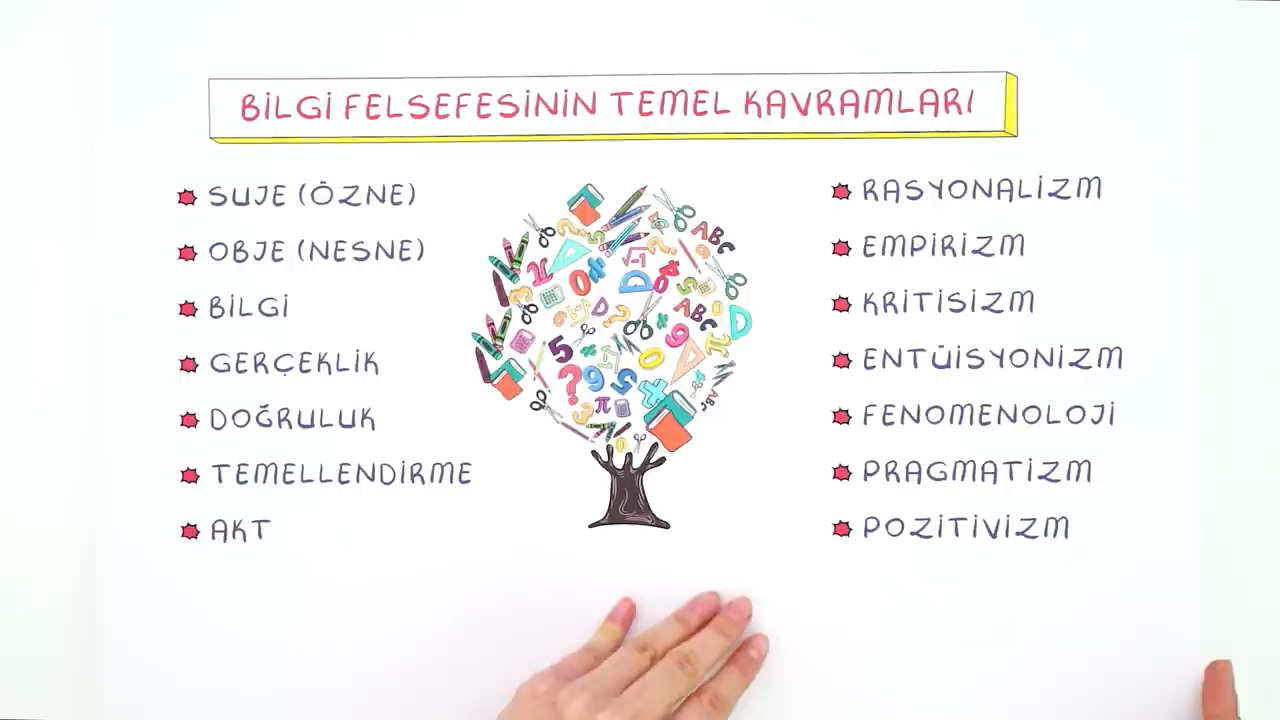 BİLGİ FELSEFESİNİN TEMEL KAVRAMLARI
SUJE (ÖZNE)
OBJE (NESNE)
BİLGİ
GERÇEKLİK
DOĞRULUK
TEMELLENDİRME
AKT
RASYONALİZM
EMPİRİZM
KRİTİSİZM
ENTÜİSYONİZM
FENOMENOLOJİ
PRAGMATİZM
POZİTİVİZM